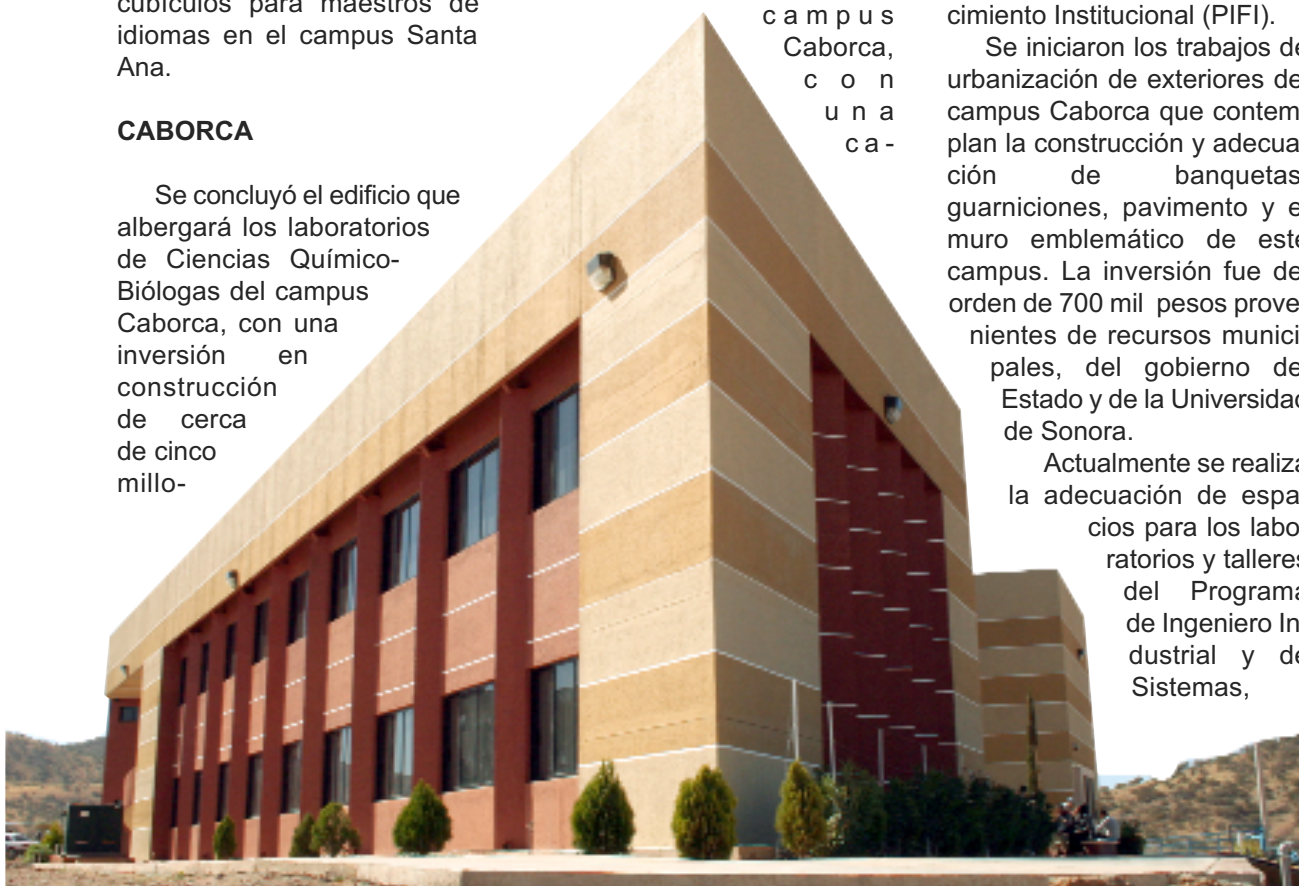 cubículos para maestros de
idiomas en el campus Santa
Ana.
CABORCA
Se concluyó el edificio que
albergará los laboratorios
de Ciencias Químico-
Biólogas del campus
Caborca, con una
inversión en
construcción
de cerca
de cinco
millo-
campus
Caborca,
con
una
ca-
cimiento Institucional (PIFI).
Se iniciaron los trabajos de
urbanización de exteriores de
campus Caborca que contem
plan la construcción y adecua
ción de banquetas
guarniciones, pavimento y e
muro emblemático de este
campus. La inversión fue de
orden de 700 mil pesos prove
nientes de recursos munici
pales, del gobierno de
Estado y de la Universidad
de Sonora.
Actualmente se realiza
la adecuación de espa
cios para los labo
ratorios y talleres
del Programa
de Ingeniero In
dustrial y de
Sistemas,